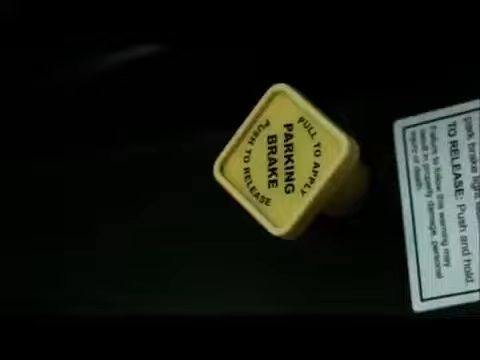 PULL TO APPLY
PARKING
BRAKE
PUSH TO RELEASE
park brake light
TO RELEASE: Push and hold
Failure to follow this warning may
result in property damage, personal
injury or death.